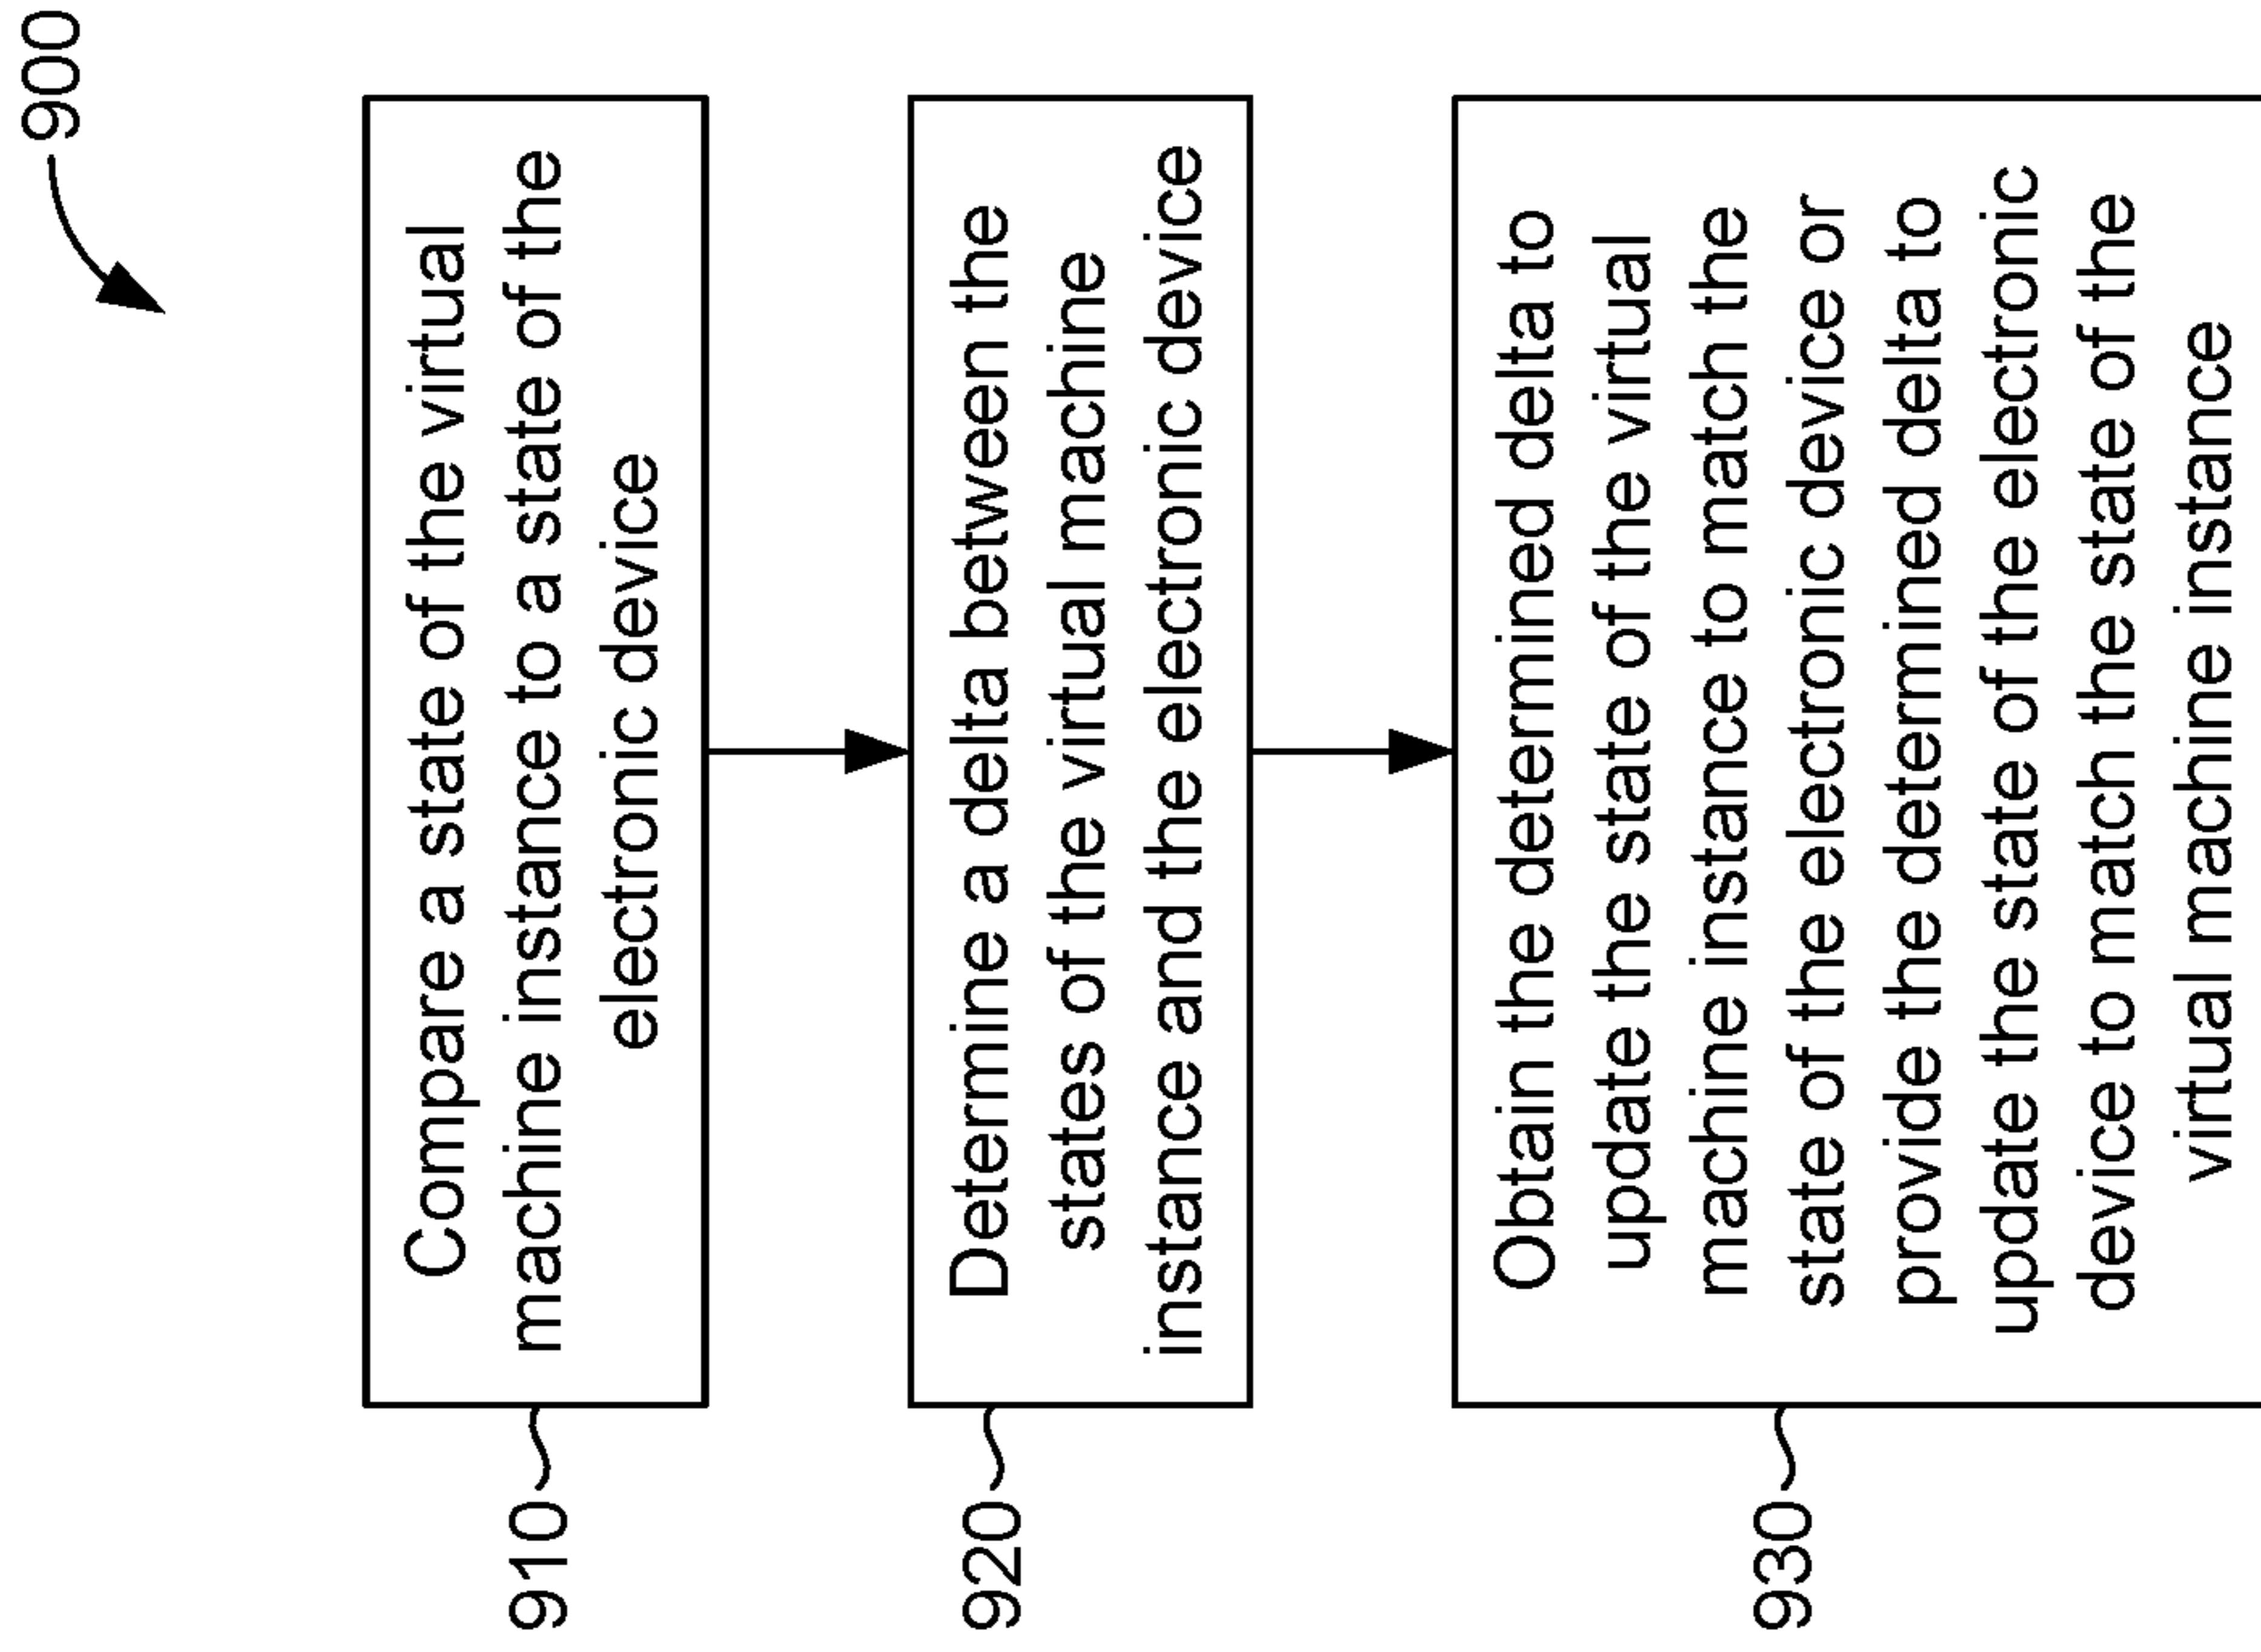 900
910
Compare a state of the virtual
machine instance to a state of the
electronic device
920
Determine a delta between the
states of the virtual machine
instance and the electronic device
930
Obtain the determined delta to
update the state of the virtual
machine instance to match the
state of the electronic device or
provide the determined delta to
update the state of the electronic
device to match the state of the
virtual machine instance